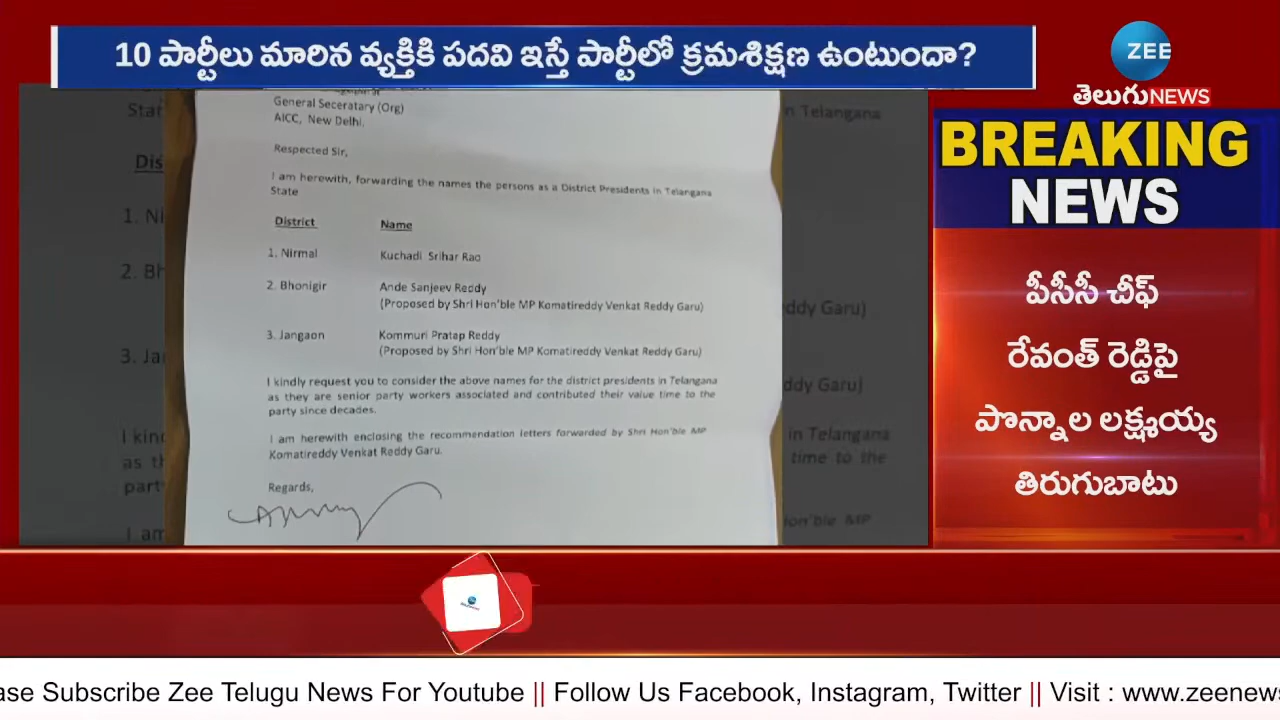 10 పార్టీలు మారిన వ్యక్తికి పదవి ఇస్తే పార్టీలో క్రమశిక్షణ ఉంటుందా?
ZEE
తెలుగు NEWS
BREAKING
NEWS
పీసీసీ చీఫ్
రేవంత్ రెడ్డిపై
పొన్నాల లక్ష్మయ్య
తిరుగుబాటు
General Seceratary (Org)
AICC, New Delhi.
Respected Sir,
I am herewith, forwarding the names the persons as a District Presidents in Telangana
State
District Name
1. Nirmal Kuchadi Srihar Rao
2. Bhonigir Ande Sanjeev Reddy
(Proposed by Shri Hon'ble MP Komatireddy Venkat Reddy Garu)
3. Jangaon Kommuri Pratap Reddy
(Proposed by Shri Hon'ble MP Komatireddy Venkat Reddy Garu)
I kindly request you to consider the above names for the district presidents in Telangana
as they are senior party workers associated and contributed their value time to the
party since decades.
I am herewith enclosing the recommendation letters forwarded by Shri Hon'ble MP
Komatireddy Venkat Reddy Garu.
Regards,
ase Subscribe Zee Telugu News For Youtube || Follow Us Facebook, Instagram, Twitter || Visit : www.zeenews